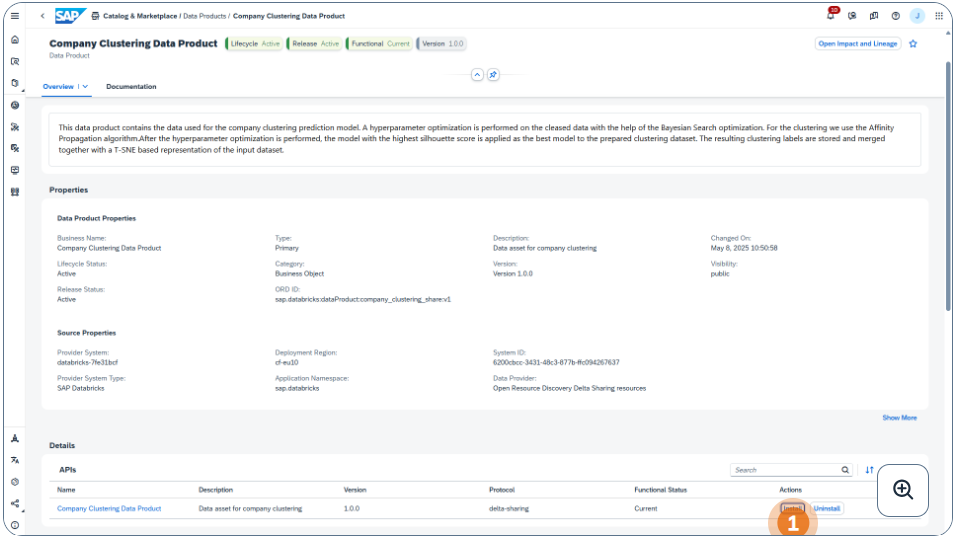 SAP Catalog & Marketplace / Data Products / Company Clustering Data Product
10
J
Company Clustering Data Product Lifecycle Active Release Active Functional Current Version 1.0.0 Open Impact and Lineage
Data Product
Overview Documentation
This data product contains the data used for the company clustering prediction model. A hyperparameter optimization is performed on the cleased data with the help of the Bayesian Search optimization. For the clustering we use the Affinity
Propagation algorithm.After the hyperparameter optimization is performed, the model with the highest silhouette score is applied as the best model to the prepared clustering dataset. The resulting clustering labels are stored and merged
together with a T-SNE based representation of the input dataset.
Properties
Data Product Properties
Business Name: Type: Description: Changed On:
Company Clustering Data Product Primary Data asset for company clustering May 8, 2025 10:50:58
Lifecycle Status: Category: Version: Visibility:
Active Business Object Version 1.0.0 public
Release Status: ORD ID:
Active sap.databricks:dataProduct:company_clustering_share:v1
Source Properties
Provider System: Deployment Region: System ID:
databricks-7fe31bcf cf-eu10 6200cbcc-3431-48c3-877b-ffc094267637
Provider System Type: Application Namespace: Data Provider:
SAP Databricks sap.databricks Open Resource Discovery Delta Sharing resources
Show More
Details
APIs Search
Name Description Version Protocol Functional Status Actions
Company Clustering Data Product Data asset for company clustering 1.0.0 delta-sharing Current Install Uninstall
1